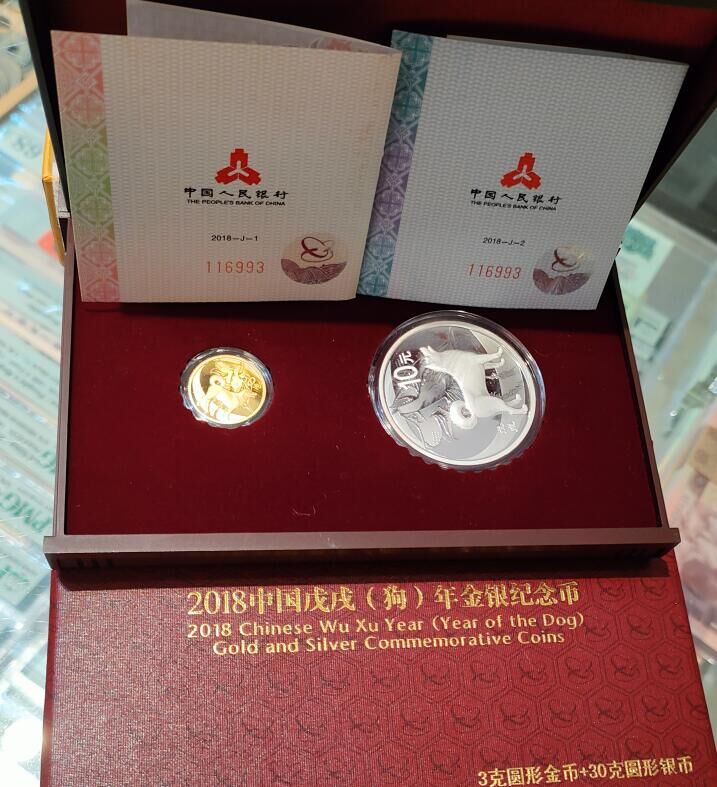 中国人民银行
THE PEOPLE'S BANK OF CHINA
2018-J-1
116993
中国人民银行
THE PEOPLE'S BANK OF CHINA
2018-J-2
116993
10元
2018中国戊戌（狗）年金银纪念币
2018 Chinese Wu Xu Year (Year of the Dog)
Gold and Silver Commemorative Coins
3克圆形金币+30克圆形银币
PMG